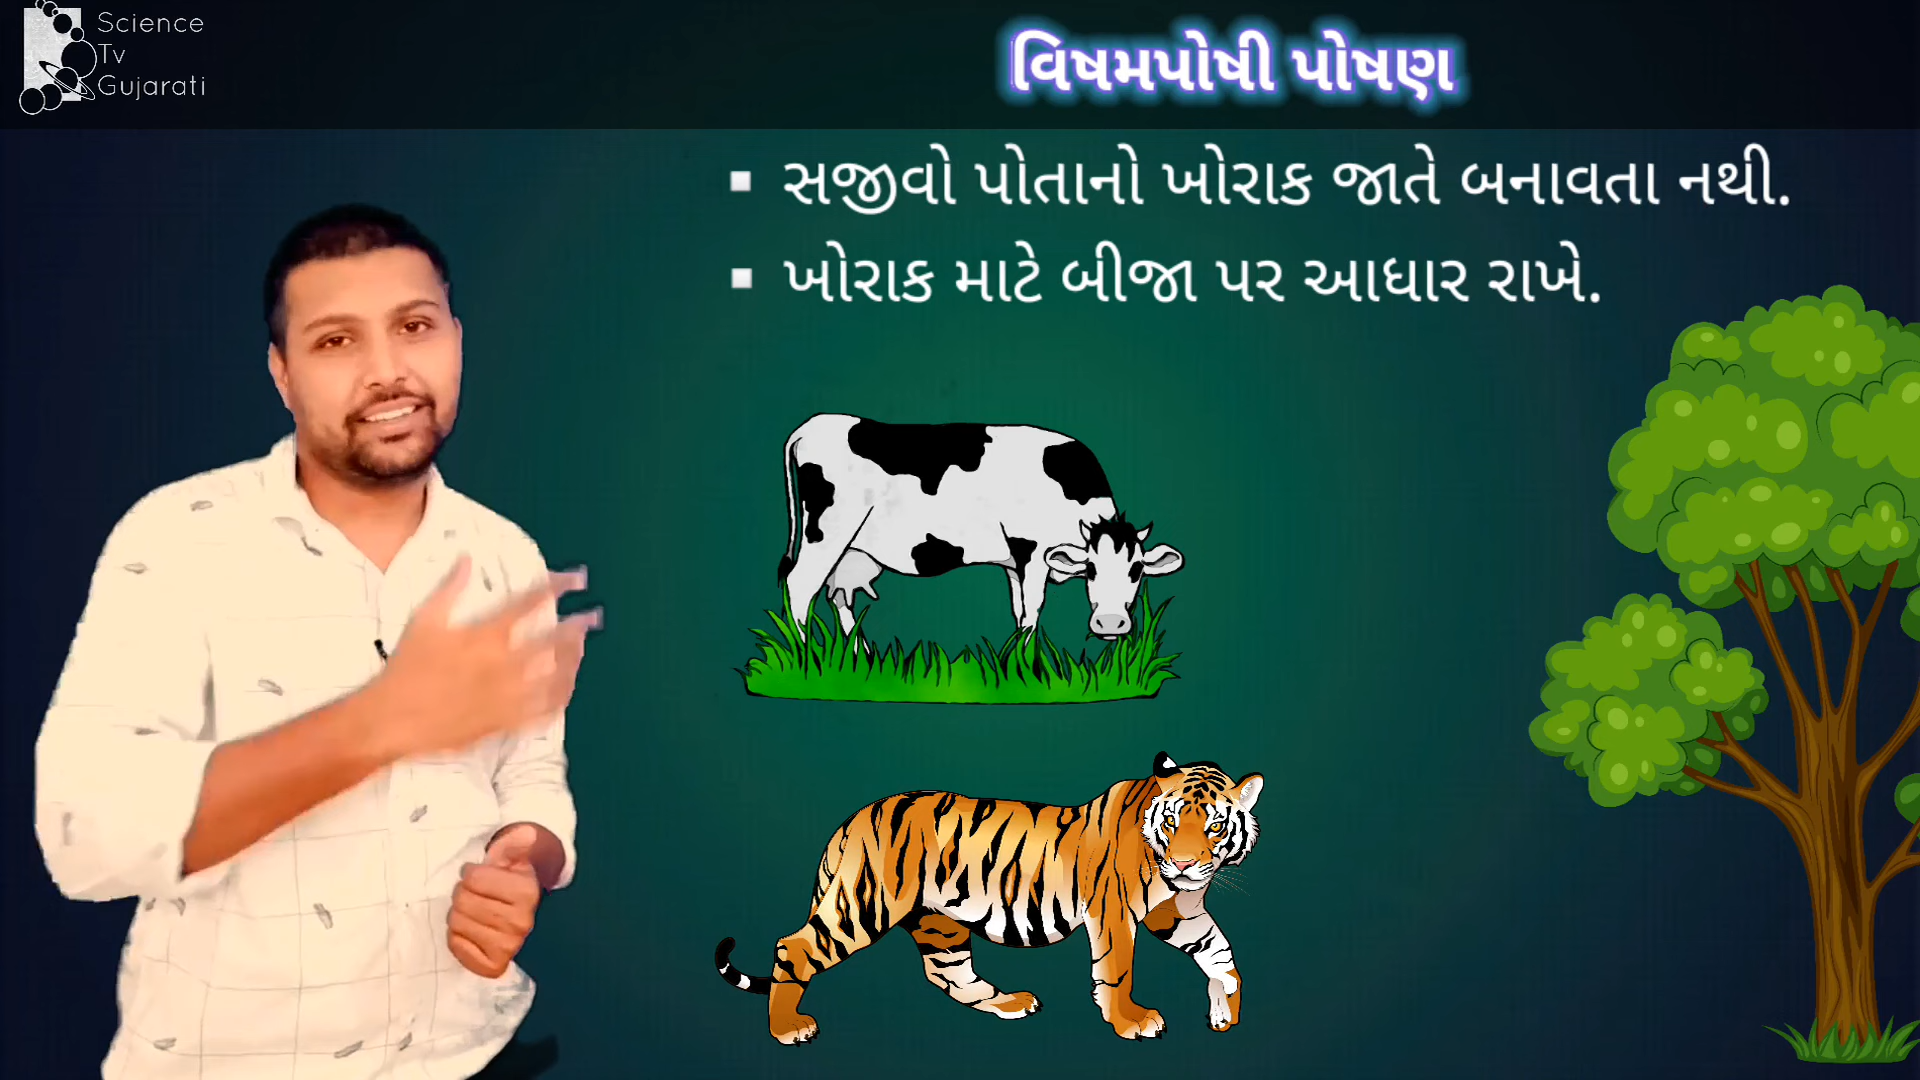 Science
Tv
Gujarati
વિષમપોષી પોષણ
▪ સજીવો પોતાનો ખોરાક જાતે બનાવતા નથી.
▪ ખોરાક માટે બીજા પર આધાર રાખે.